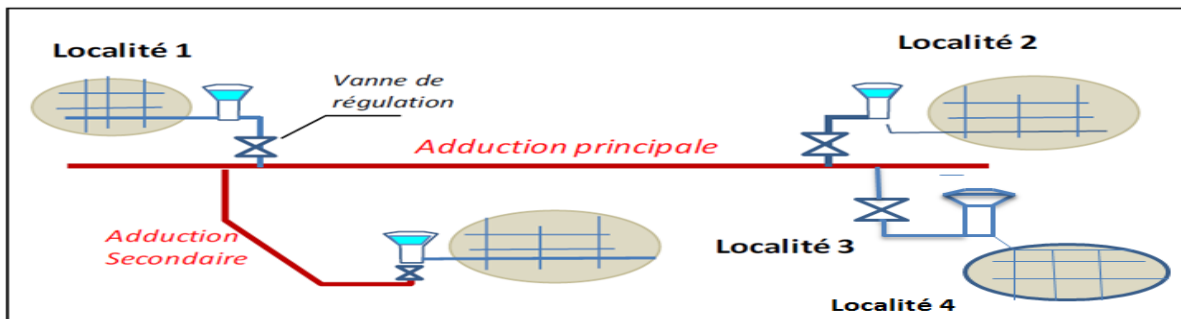 Localité 1
Localité 2
Vanne de
régulation
Adduction principale
Adduction
Secondaire
Localité 3
Localité 4